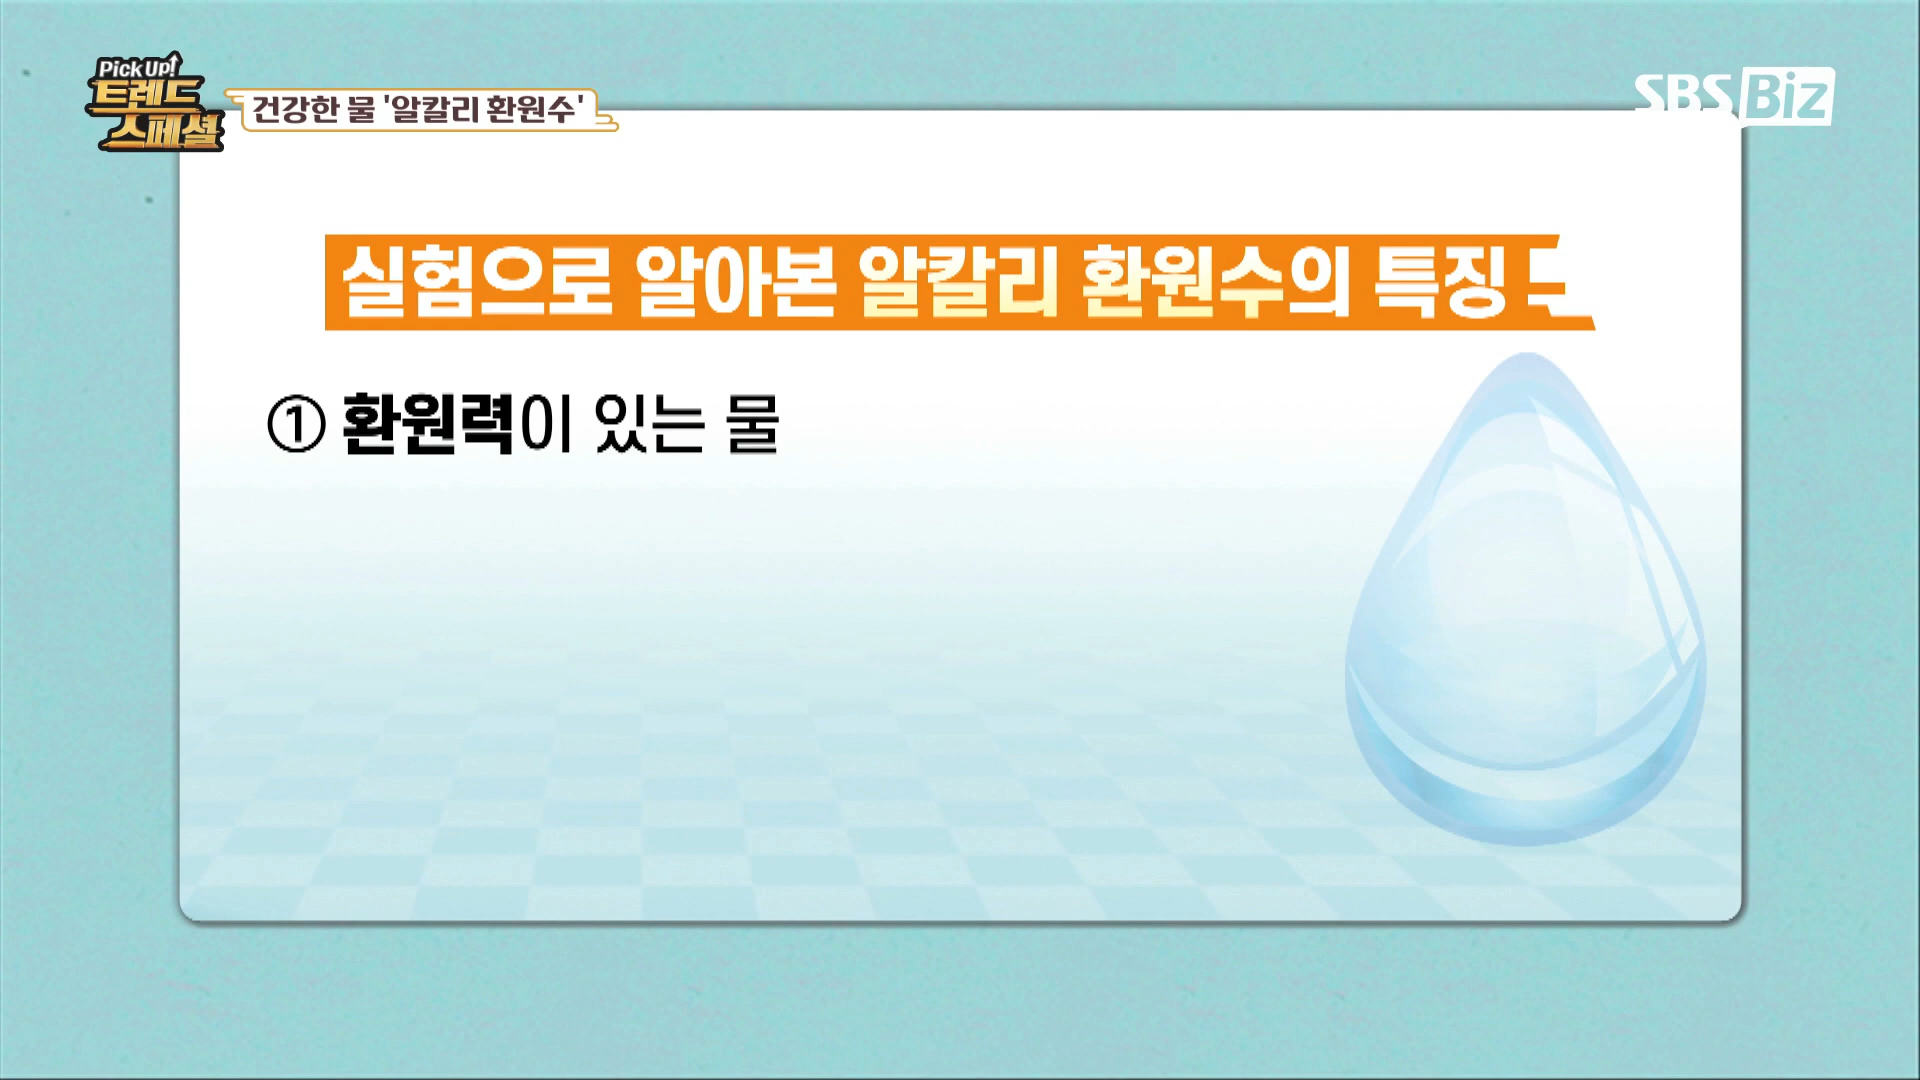 Pick Up!
트렌드
스페셜
건강한 물 '알칼리 환원수'
SBS Biz
실험으로 알아본 알칼리 환원수의 특징
① 환원력이 있는 물